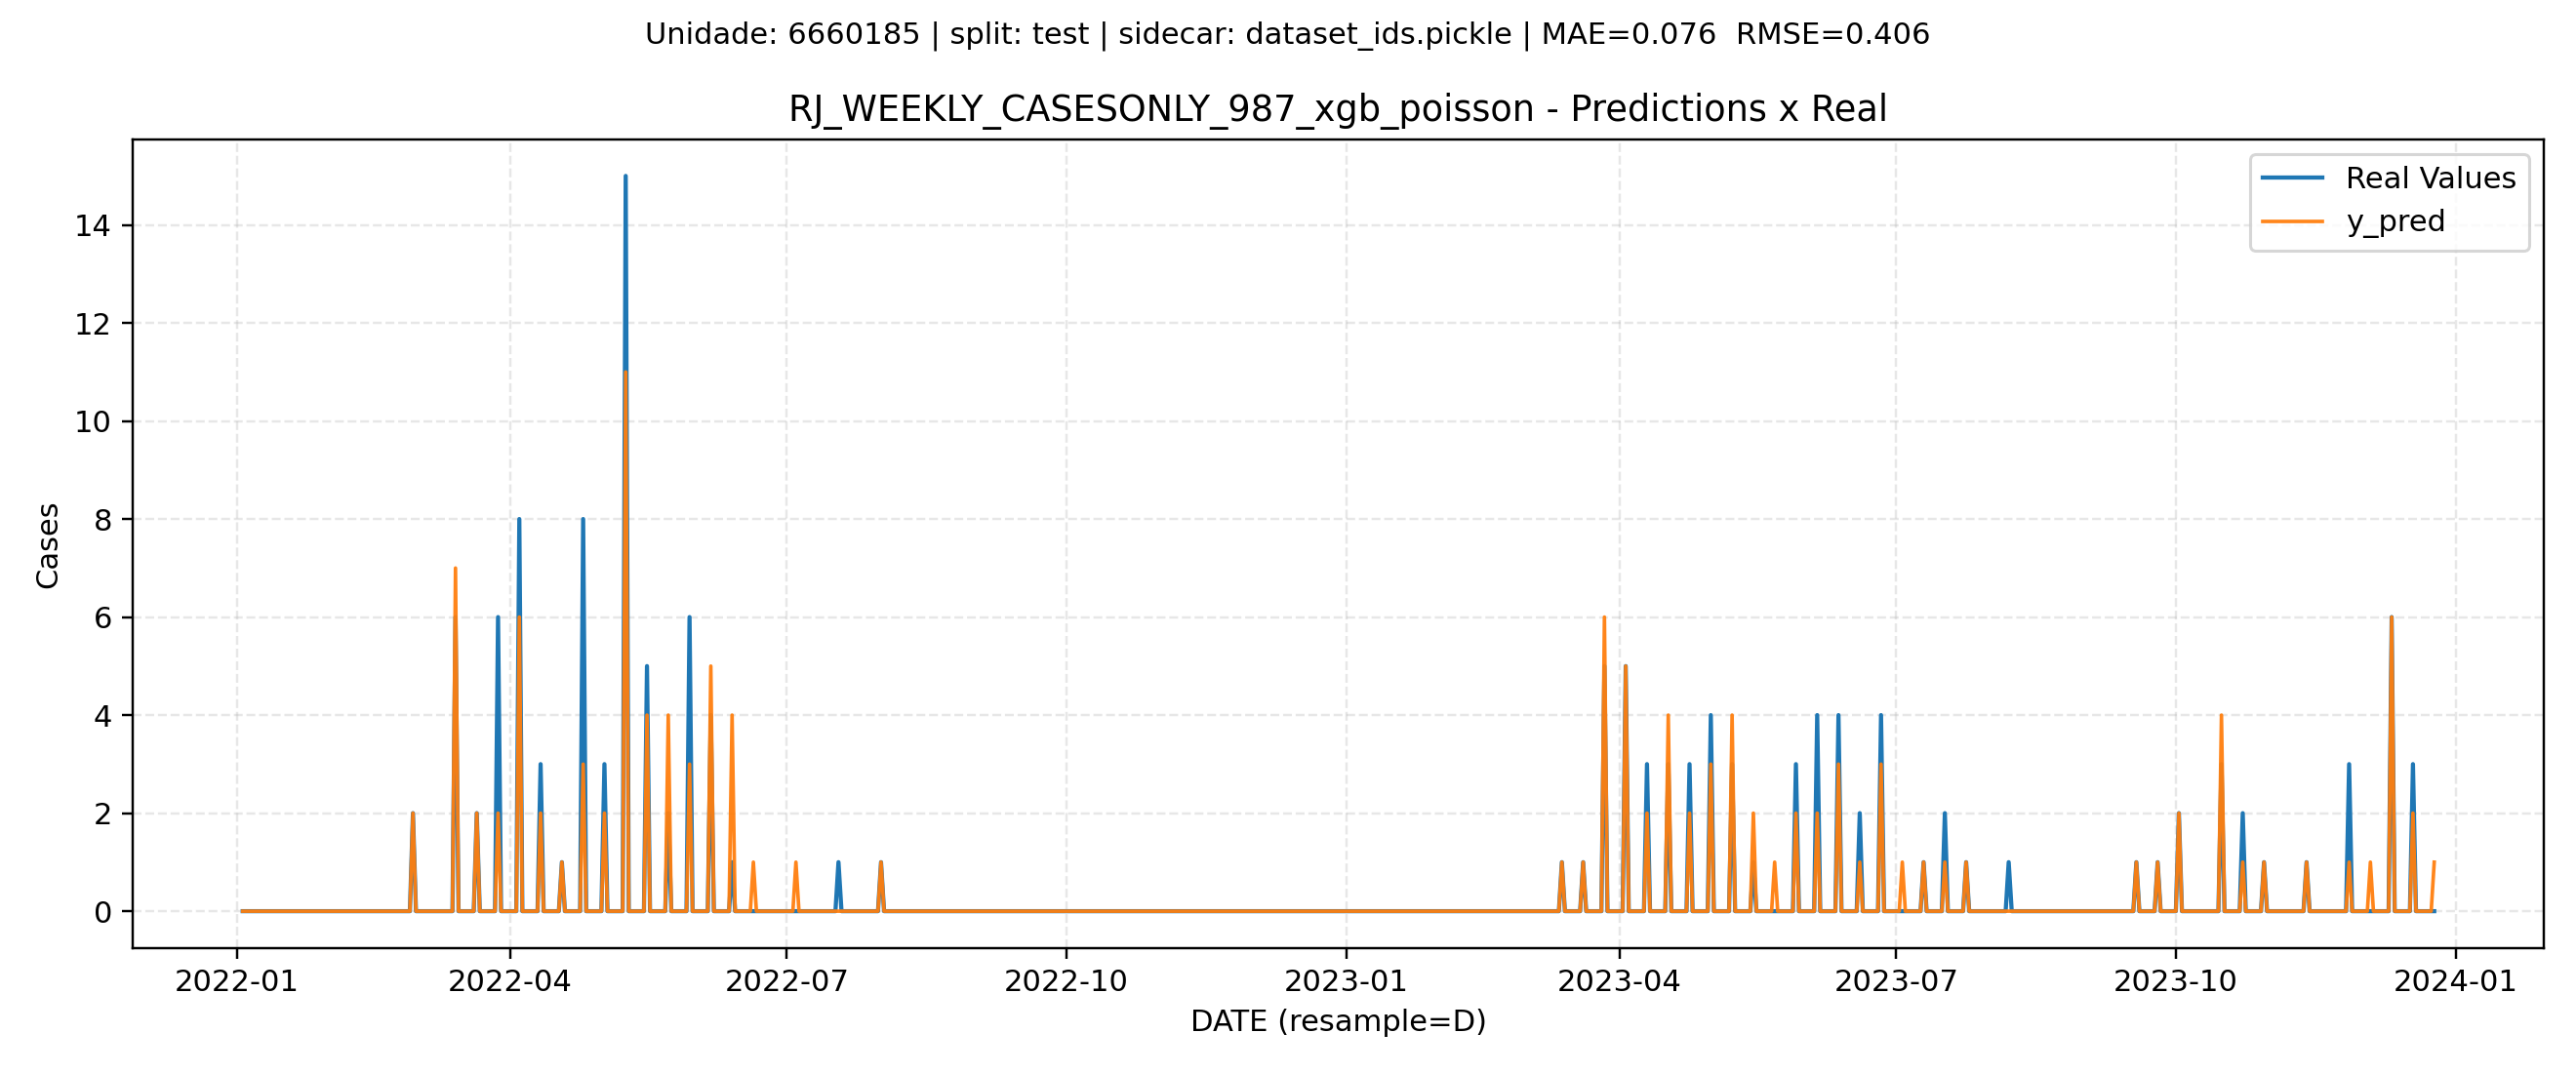 Unidade: 6660185 | split: test | sidecar: dataset_ids.pickle | MAE=0.076  RMSE=0.406
RJ_WEEKLY_CASESONLY_987_xgb_poisson - Predictions x Real
Real Values
y_pred
14
12
10
8
6
4
2
0
Cases
2022-01
2022-04
2022-07
2022-10
2023-01
2023-04
2023-07
2023-10
2024-01
DATE (resample=D)